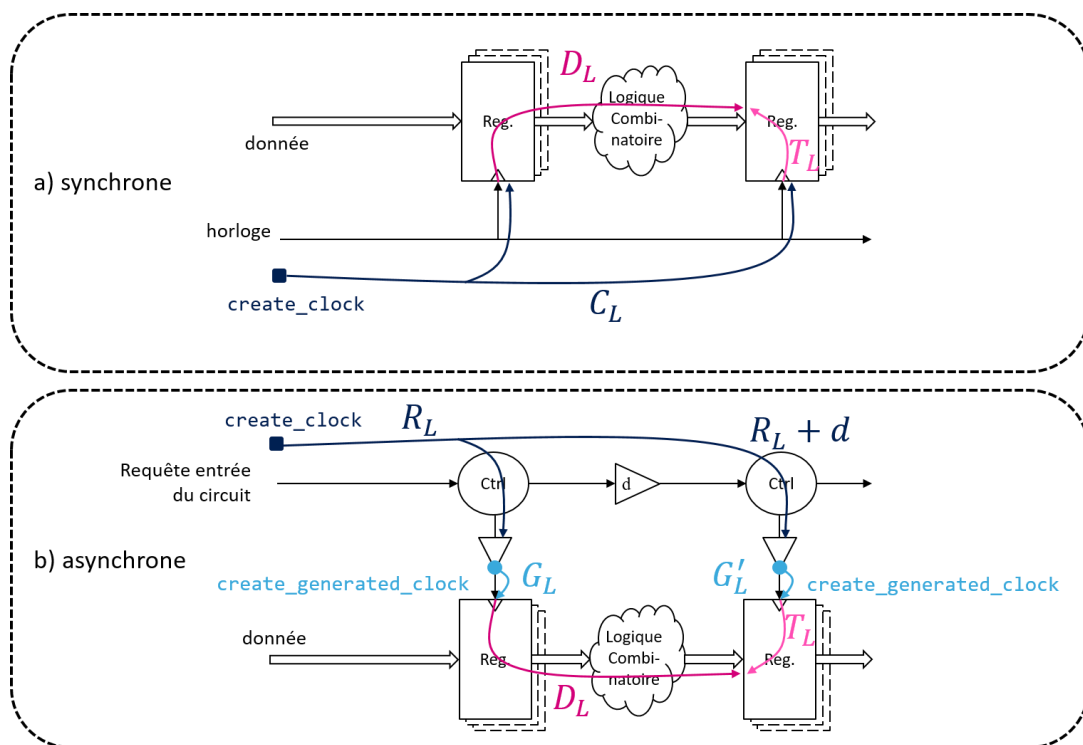 a) synchrone
donnée
Reg.
D_L
Logique
Combi-
natoire
Reg.
T_L
horloge
create_clock
C_L
b) asynchrone
create_clock
R_L
R_L + d
Requête entrée
du circuit
Ctrl
d
Ctrl
create_generated_clock
G_L
G'_L
create_generated_clock
donnée
Reg.
D_L
Logique
Combi-
natoire
T_L
Reg.